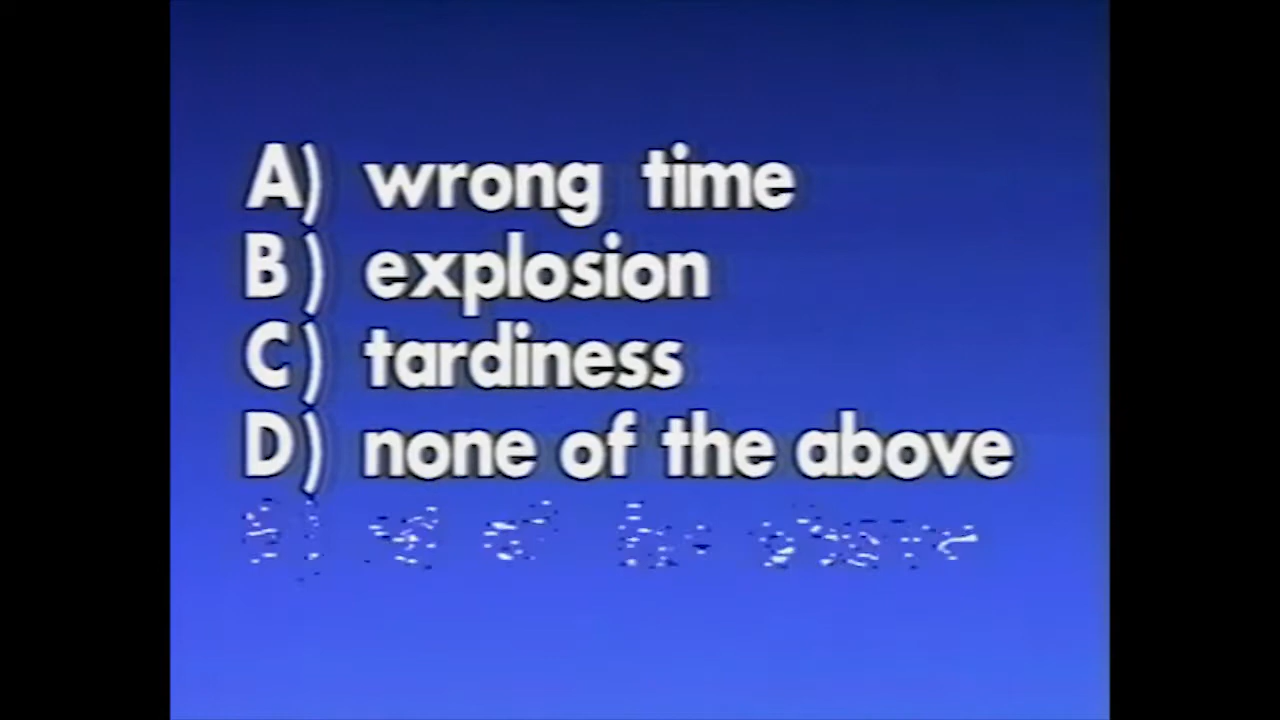 A) wrong time
B) explosion
C) tardiness
D) none of the above